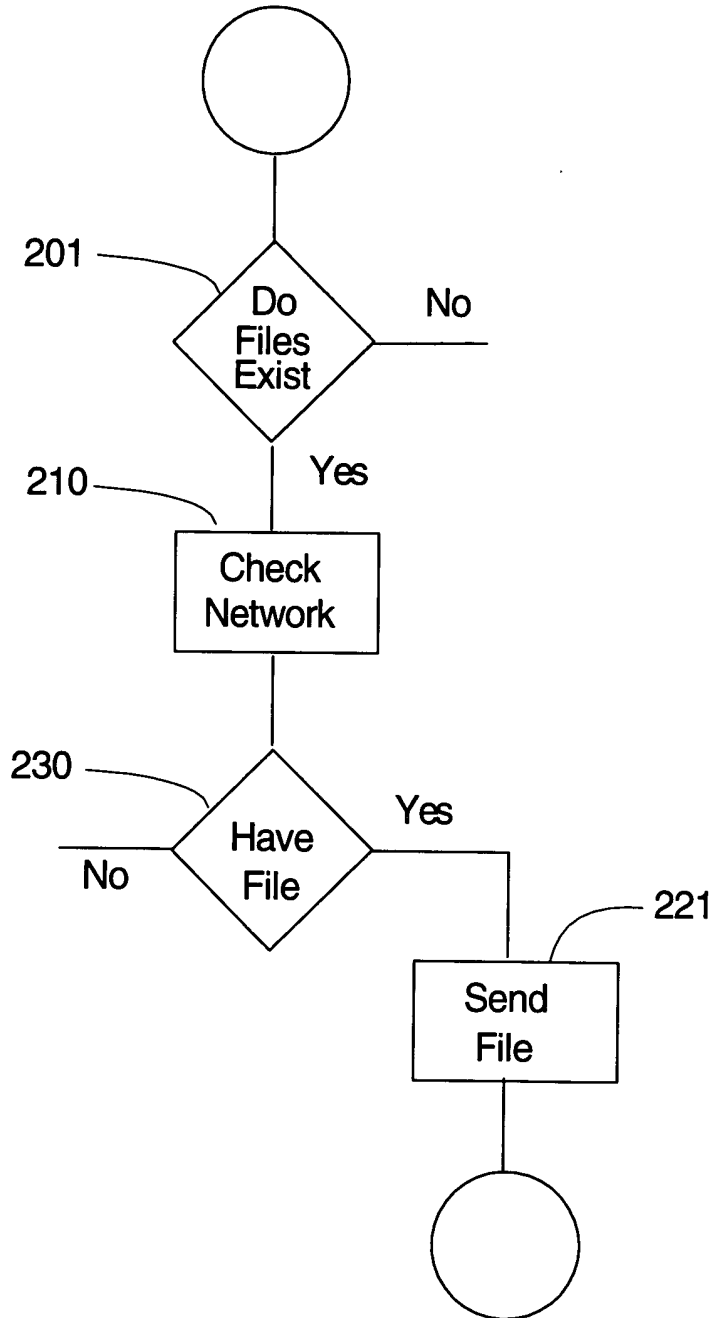 201
Do
Files
Exist
No
Yes
210
Check
Network
230
Have
File
Yes
No
221
Send
File